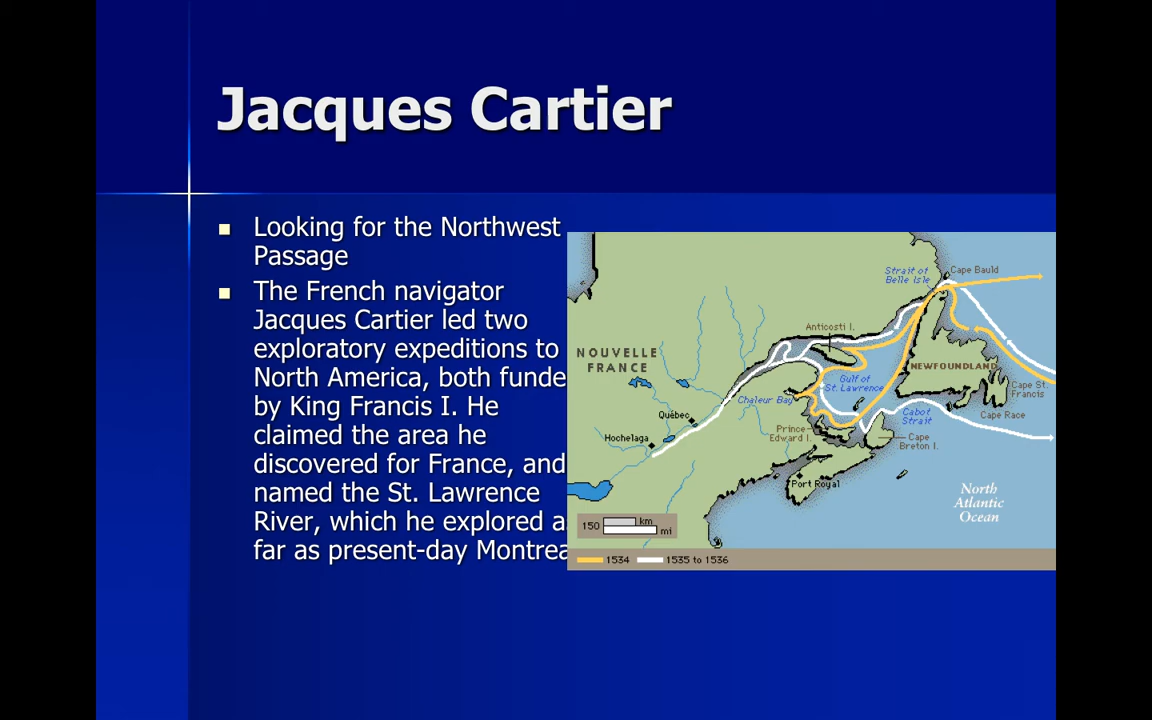 Jacques Cartier
Looking for the Northwest
Passage
The French navigator
Jacques Cartier led two
exploratory expeditions to
North America, both funde
by King Francis I. He
claimed the area he
discovered for France, and
named the St. Lawrence
River, which he explored a
far as present-day Montrea
Strait of
Belle Isle
Cape Bauld
Anticosti I.
NOUVELLE
FRANCE
NEWFOUNDLAND
Gulf of
St. Lawrence
Cape St.
Francis
Chaleur Bay
Cape Race
Cabot
Strait
Québec
Prince
Edward I.
Hochelaga
Cape
Breton I.
Port Royal
North
Atlantic
Ocean
150 km
mi
1534 1535 to 1536